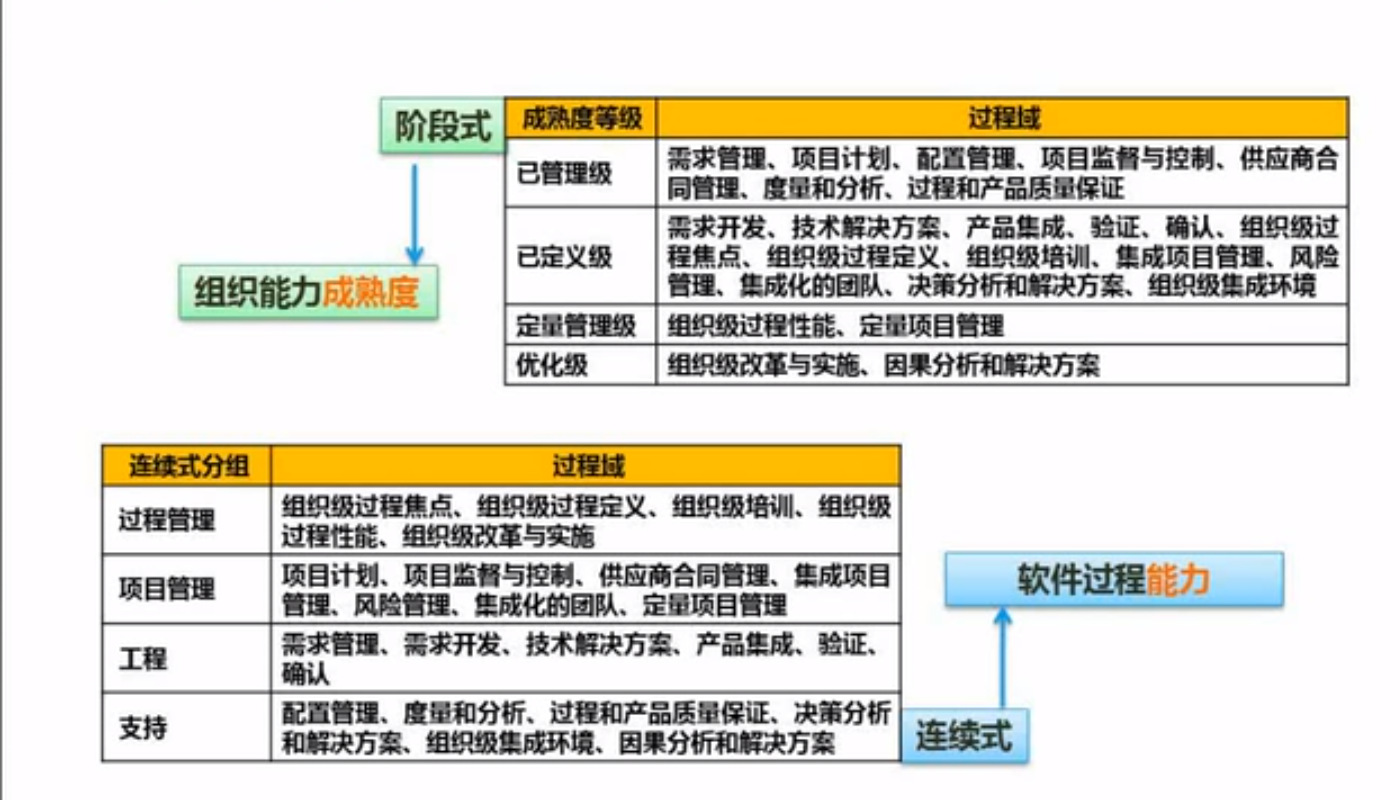 阶段式
成熟度等级 过程域
已管理级
需求管理、项目计划、配置管理、项目监督与控制、供应商合
同管理、度量和分析、过程和产品质量保证
已定义级
需求开发、技术解决方案、产品集成、验证、确认、组织级过
程焦点、组织级过程定义、组织级培训、集成项目管理、风险
管理、集成化的团队、决策分析和解决方案、组织级集成环境
定量管理级 组织级过程性能、定量项目管理
优化级 组织级改革与实施、因果分析和解决方案
组织能力成熟度
连续式分组 过程域
过程管理
组织级过程焦点、组织级过程定义、组织级培训、组织级
过程性能、组织级改革与实施
项目管理
项目计划、项目监督与控制、供应商合同管理、集成项目
管理、风险管理、集成化的团队、定量项目管理
工程
需求管理、需求开发、技术解决方案、产品集成、验证、
确认
支持
配置管理、度量和分析、过程和产品质量保证、决策分析
和解决方案、组织级集成环境、因果分析和解决方案
软件过程能力
连续式